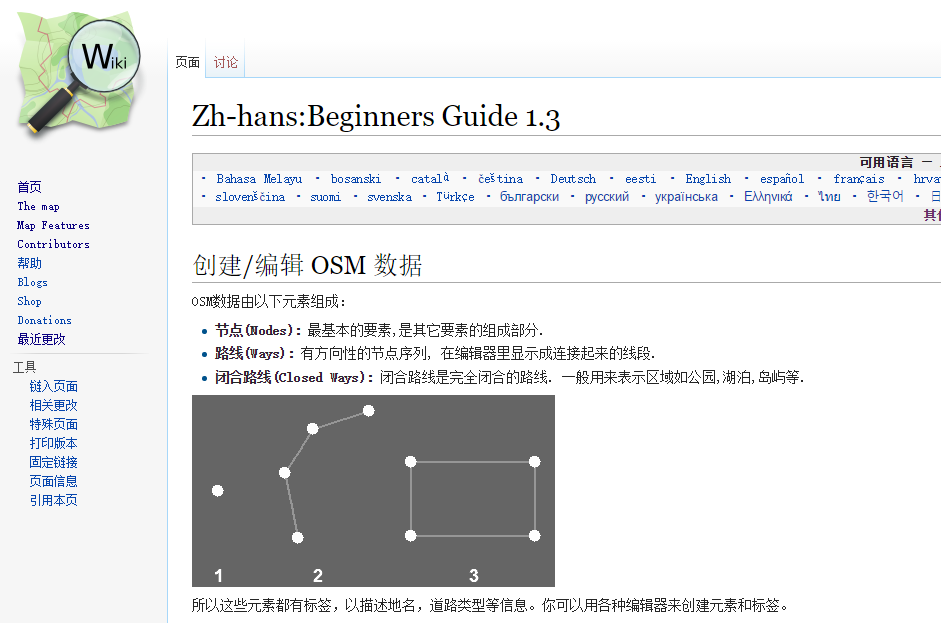 Wiki
页面 讨论
Zh-hans:Beginners Guide 1.3
可用语言 —
· Bahasa Melayu · bosanski · català · čeština · Deutsch · eesti · English · español · français ·
· slovenščina · suomi · svenska · Türkçe · български · русский · українська · Ελληνικά · ไทย · 한국어 ·
首页
The map
Map Features
Contributors
帮助
Blogs
Shop
Donations
最近更改
工具
链入页面
相关更改
特殊页面
打印版本
固定链接
页面信息
引用本页
创建/编辑 OSM 数据
OSM数据由以下元素组成：
节点(Nodes)：最基本的要素,是其它要素的组成部分.
路线(Ways)：有方向性的节点序列, 在编辑器里显示成连接起来的线段.
闭合路线(Closed Ways)：闭合路线是完全闭合的路线. 一般用来表示区域如公园,湖泊,岛屿等.
1 2 3
所以这些元素都有标签，以描述地名，道路类型等信息。你可以用各种编辑器来创建元素和标签。